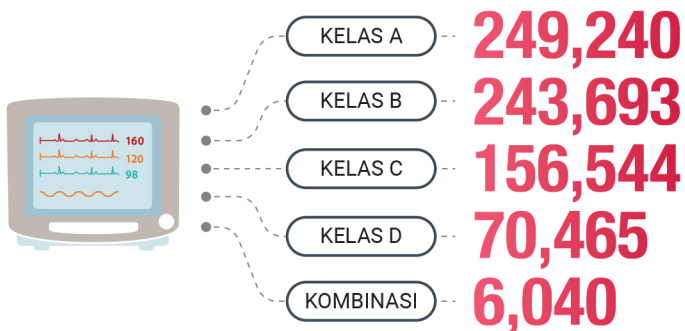 KELAS A 249,240
KELAS B 243,693
160
120
98
KELAS C 156,544
KELAS D 70,465
KOMBINASI 6,040